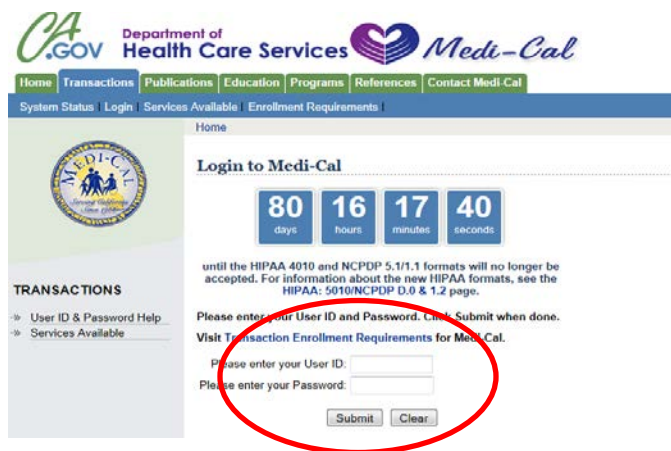 CA.GOV
Department of
Health Care Services
Medi-Cal
Home Transactions Publications Education Programs References Contact Medi-Cal
System Status | Login | Services Available | Enrollment Requirements |
Home
MEDI-CAL
Login to Medi-Cal
80 16 17 40
days hours minutes seconds
until the HIPAA 4010 and NCPDP 5.1/1.1 formats will no longer be
accepted. For information about the new HIPAA formats, see the
HIPAA: 5010/NCPDP D.0 & 1.2 page.
TRANSACTIONS
» User ID & Password Help
» Services Available
Please enter your User ID and Password. Click Submit when done.
Visit Transaction Enrollment Requirements for Medi-Cal.
Please enter your User ID:
Please enter your Password:
Submit Clear